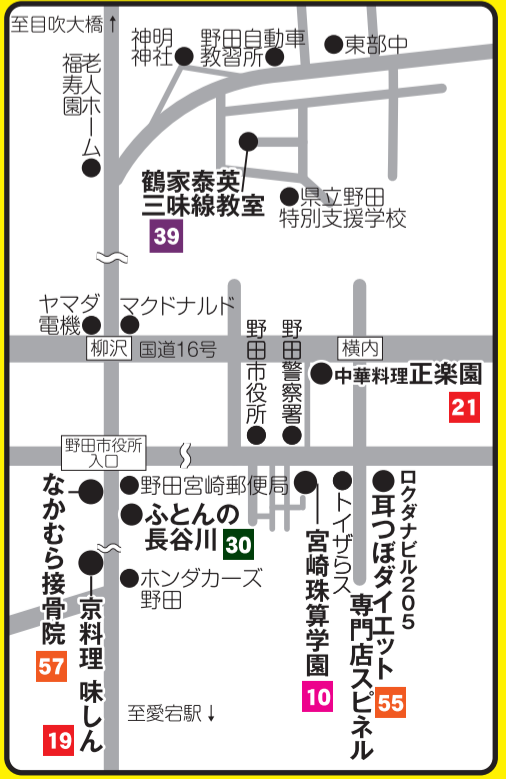 至目吹大橋↑
神明
神社
野田自動車
教習所
東部中
老人ホーム
福寿園
鶴家泰英
三味線教室
39
県立野田
特別支援学校
ヤマダ
電機
マクドナルド
柳沢
国道16号
野田市役所
野田警察署
横内
中華料理正楽園
21
野田市役所
入口
なかむら接骨院
57
野田宮崎郵便局
ふとんの
長谷川
30
京料理 味しん
19
ホンダカーズ
野田
宮崎珠算学園
10
トイザらス
ロクダナビル205
耳つぼダイエット
専門店スピネル
55
至愛宕駅↓